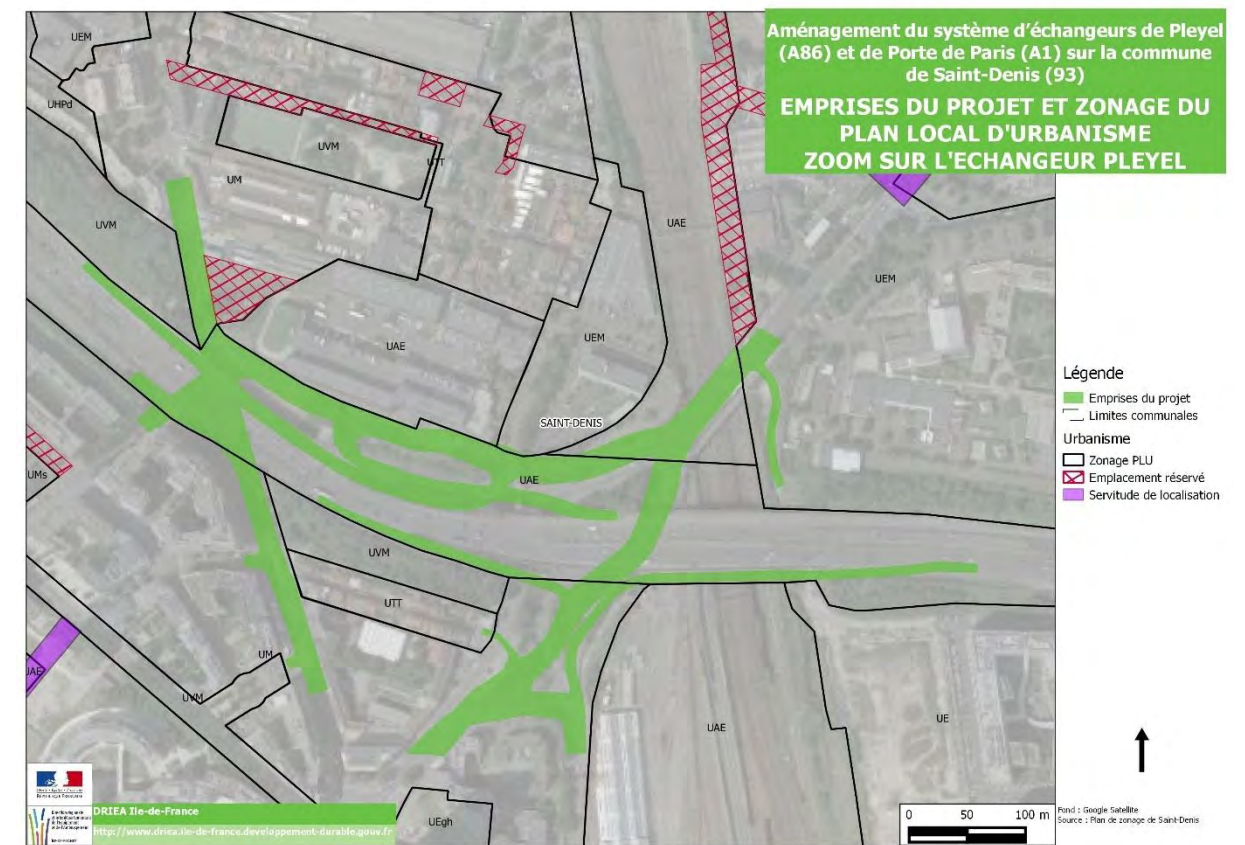 Aménagement du système d'échangeurs de Pleyel
(A86) et de Porte de Paris (A1) sur la commune
de Saint-Denis (93)
EMPRISES DU PROJET ET ZONAGE DU
PLAN LOCAL D'URBANISME
ZOOM SUR L'ECHANGEUR PLEYEL
UEM
UHPd
UVM
UTT
UM
UVM
UAE
UEM
UAE
UEM
SAINT-DENIS
UAE
UMs
UVM
UTT
UM
UAE
UVM
UAE
UE
UEgh
Légende
Emprises du projet
Limites communales
Urbanisme
Zonage PLU
Emplacement réservé
Servitude de localisation
DRIEA Ile-de-France
http://www.driea.ile-de-france.developpement-durable.gouv.fr
0 50 100 m
Fond : Google Satellite
Source : Plan de zonage de Saint-Denis